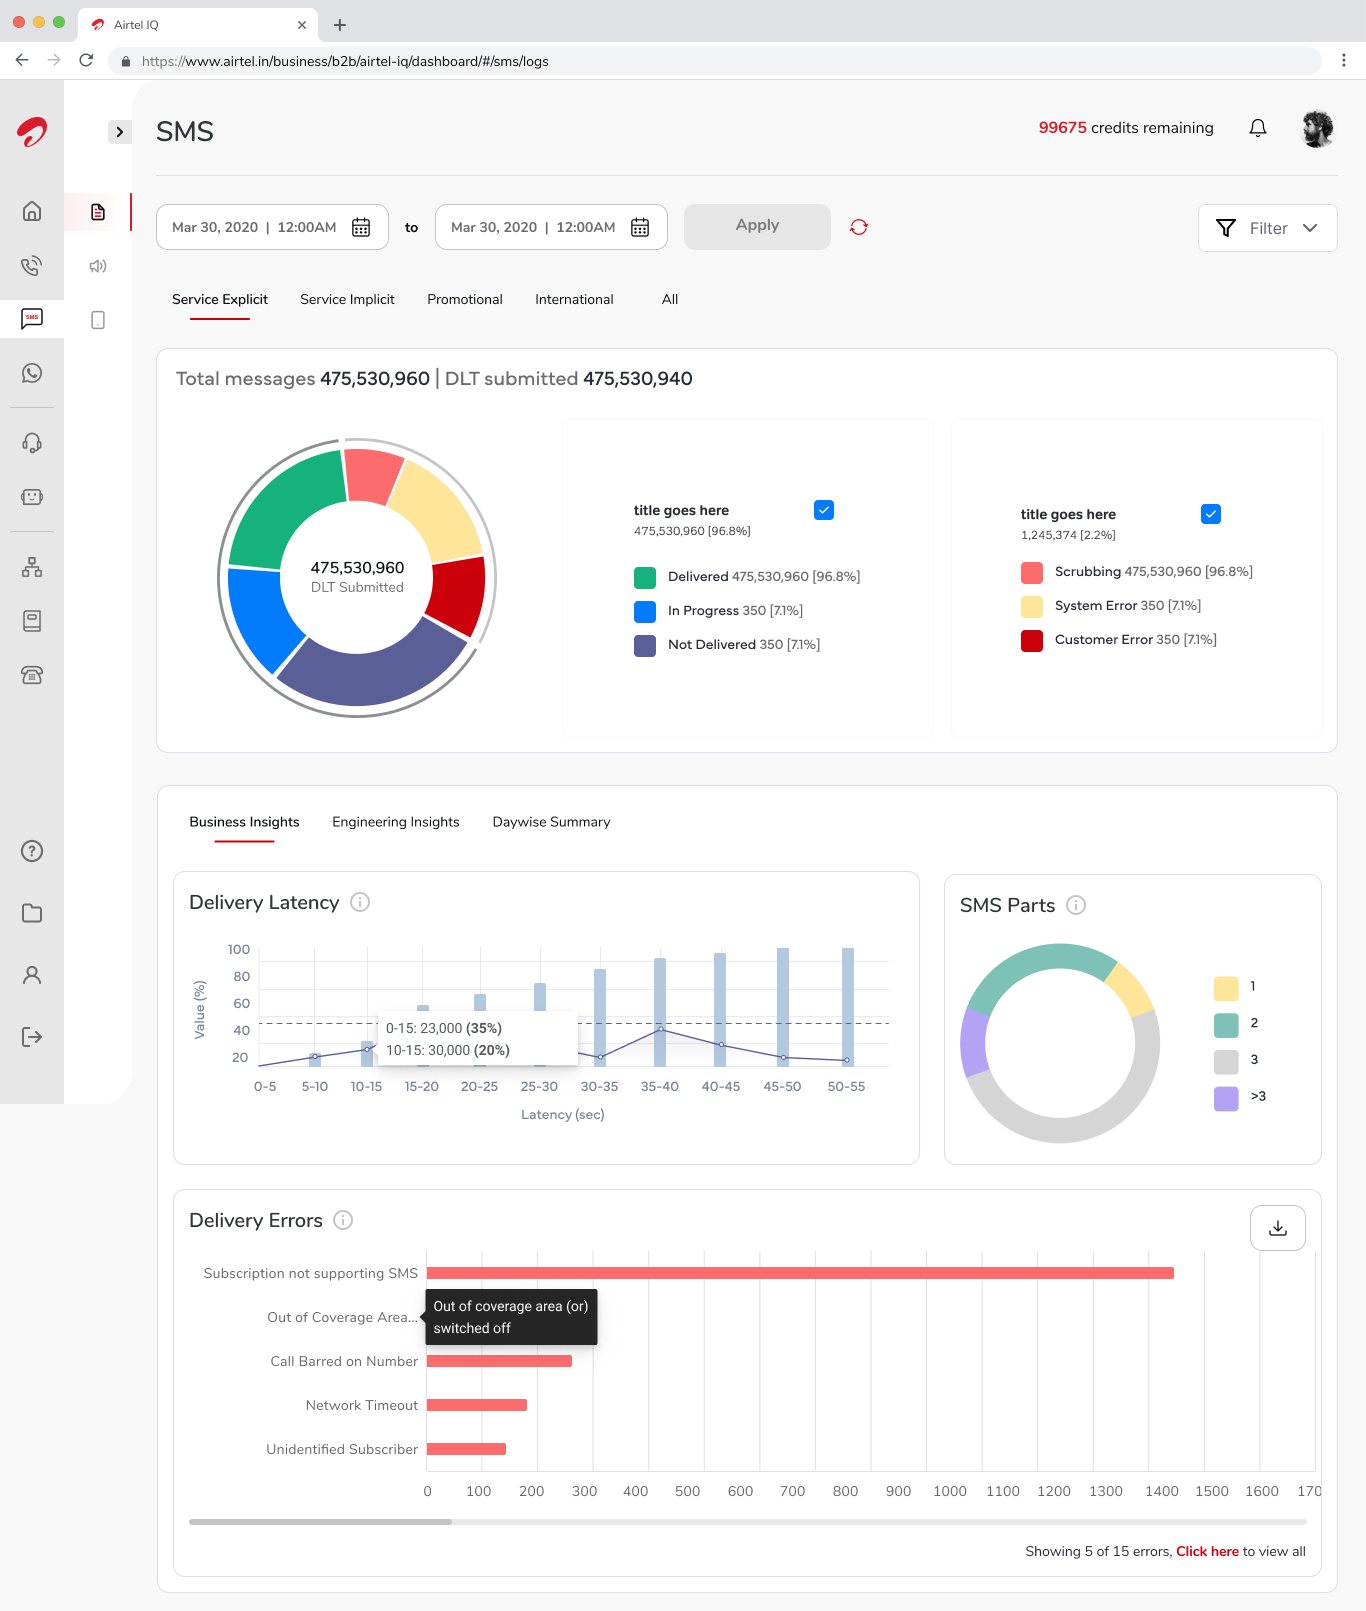 Airtel IQ
https://www.airtel.in/business/b2b/airtel-iq/dashboard/#/sms/logs
SMS
99675 credits remaining
Mar 30, 2020 | 12:00AM
to
Mar 30, 2020 | 12:00AM
Apply
Filter
Service Explicit
Service Implicit
Promotional
International
All
SMS
Total messages 475,530,960 | DLT submitted 475,530,940
475,530,960
DLT Submitted
title goes here
475,530,960 [96.8%]
Delivered 475,530,960 [96.8%]
In Progress 350 [7.1%]
Not Delivered 350 [7.1%]
title goes here
1,245,374 [2.2%]
Scrubbing 475,530,960 [96.8%]
System Error 350 [7.1%]
Customer Error 350 [7.1%]
Business Insights
Engineering Insights
Daywise Summary
Delivery Latency
Value (%)
100
80
60
40
20
0-15: 23,000 (35%)
10-15: 30,000 (20%)
0-5 5-10 10-15 15-20 20-25 25-30 30-35 35-40 40-45 45-50 50-55
Latency (sec)
SMS Parts
1
2
3
>3
Delivery Errors
Subscription not supporting SMS
Out of Coverage Area...
Out of coverage area (or)
switched off
Call Barred on Number
Network Timeout
Unidentified Subscriber
0 100 200 300 400 500 600 700 800 900 1000 1100 1200 1300 1400 1500 1600 170
Showing 5 of 15 errors, Click here to view all